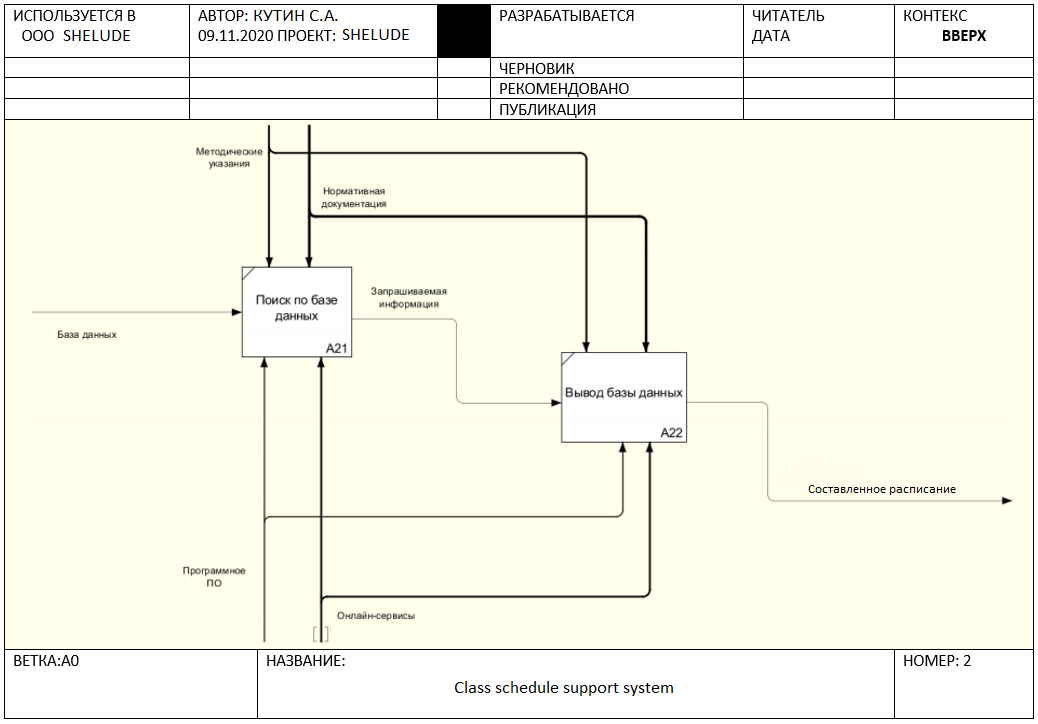 ИСПОЛЬЗУЕТСЯ В
ООО SHELUDE
АВТОР: КУТИН С.А.
09.11.2020 ПРОЕКТ: SHELUDE
РАЗРАБАТЫВАЕТСЯ
ЧИТАТЕЛЬ
ДАТА
КОНТЕКС
ВВЕРХ
ЧЕРНОВИК
РЕКОМЕНДОВАНО
ПУБЛИКАЦИЯ
Методические
указания
Нормативная
документация
Поиск по базе
данных
A21
Запрашиваемая
информация
База данных
Вывод базы данных
A22
Составленное расписание
Программное
ПО
Онлайн-сервисы
ВЕТКА:А0
НАЗВАНИЕ:
Class schedule support system
НОМЕР: 2